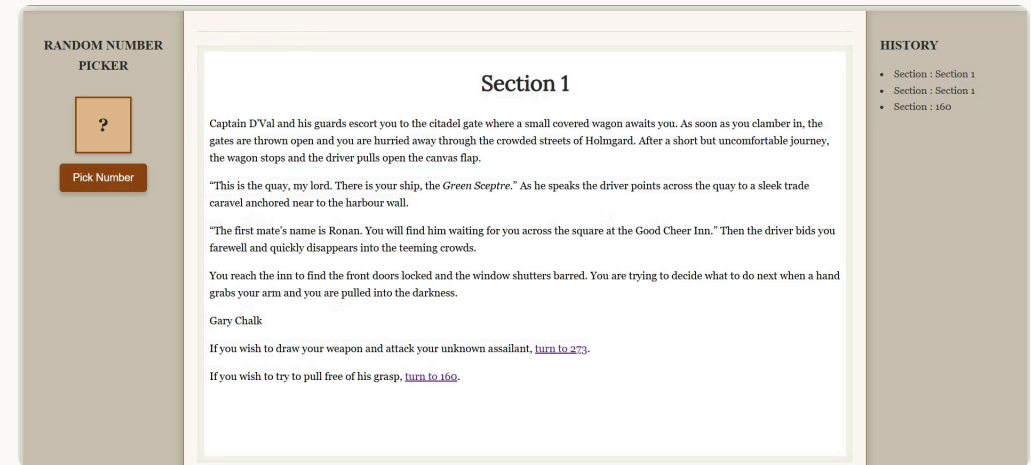 RANDOM NUMBER
PICKER
?
Pick Number
Section 1
Captain D'Val and his guards escort you to the citadel gate where a small covered wagon awaits you. As soon as you clamber in, the
gates are thrown open and you are hurried away through the crowded streets of Holmgard. After a short but uncomfortable journey,
the wagon stops and the driver pulls open the canvas flap.
“This is the quay, my lord. There is your ship, the Green Sceptre.” As he speaks the driver points across the quay to a sleek trade
caravel anchored near to the harbour wall.
“The first mate's name is Ronan. You will find him waiting for you across the square at the Good Cheer Inn.” Then the driver bids you
farewell and quickly disappears into the teeming crowds.
You reach the inn to find the front doors locked and the window shutters barred. You are trying to decide what to do next when a hand
grabs your arm and you are pulled into the darkness.
Gary Chalk
If you wish to draw your weapon and attack your unknown assailant, turn to 273.
If you wish to try to pull free of his grasp, turn to 160.
HISTORY
• Section : Section 1
• Section : Section 1
• Section : 160